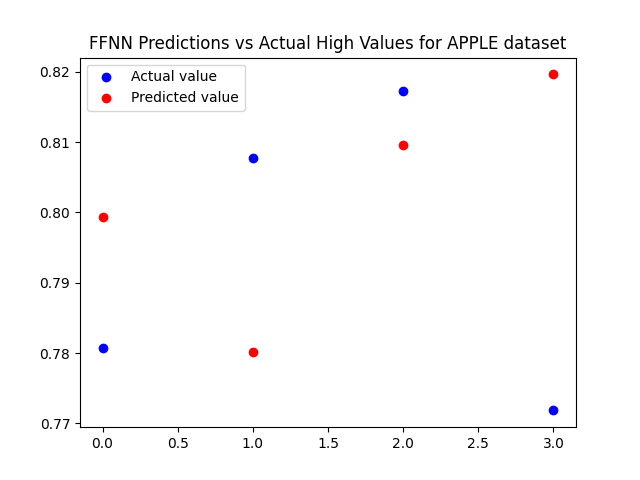 FFNN Predictions vs Actual High Values for APPLE dataset
Actual value
Predicted value
0.82
0.81
0.80
0.79
0.78
0.77
0.0 0.5 1.0 1.5 2.0 2.5 3.0